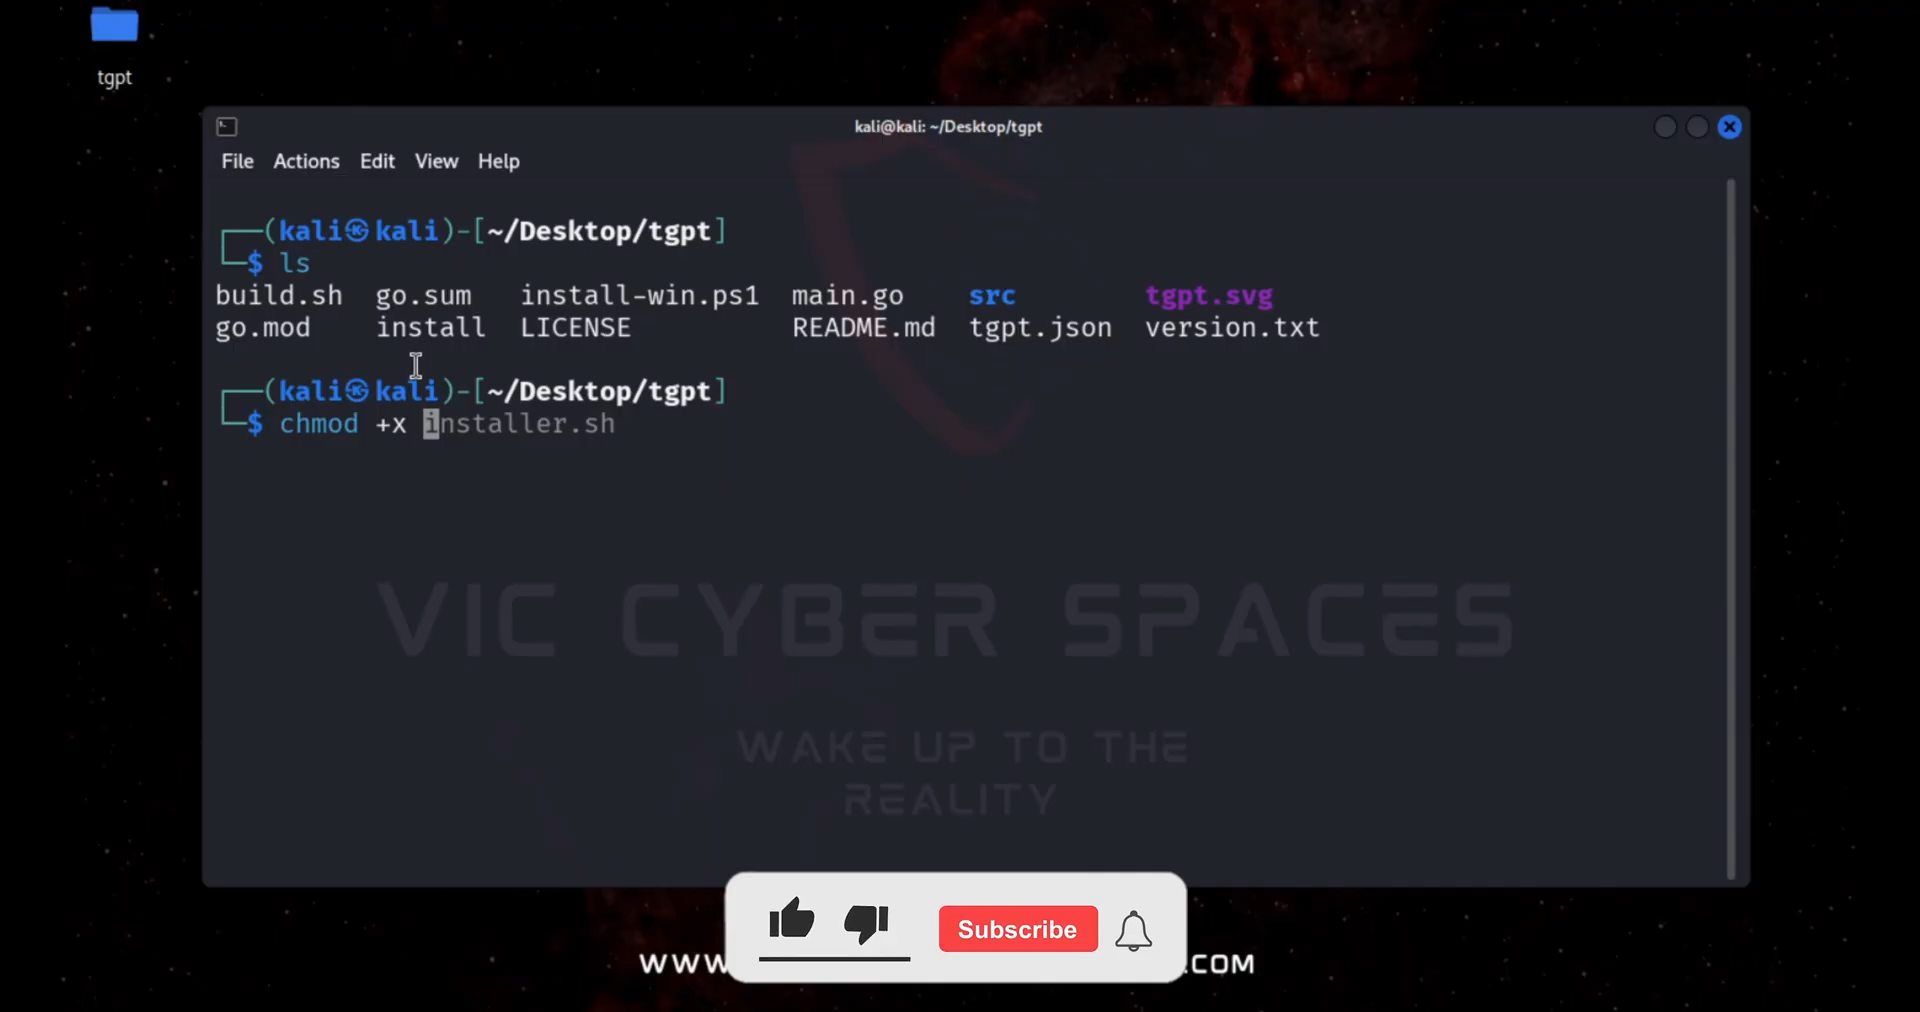 tgpt
kali@kali: ~/Desktop/tgpt
File Actions Edit View Help
┌──(kali㉿kali)-[~/Desktop/tgpt]
└─$ ls
build.sh go.sum install-win.ps1 main.go src tgpt.svg
go.mod install LICENSE README.md tgpt.json version.txt
┌──(kali㉿kali)-[~/Desktop/tgpt]
└─$ chmod +x installer.sh
VIC CYBER SPACES
WAKE UP TO THE
REALITY
Subscribe
WWW
.COM